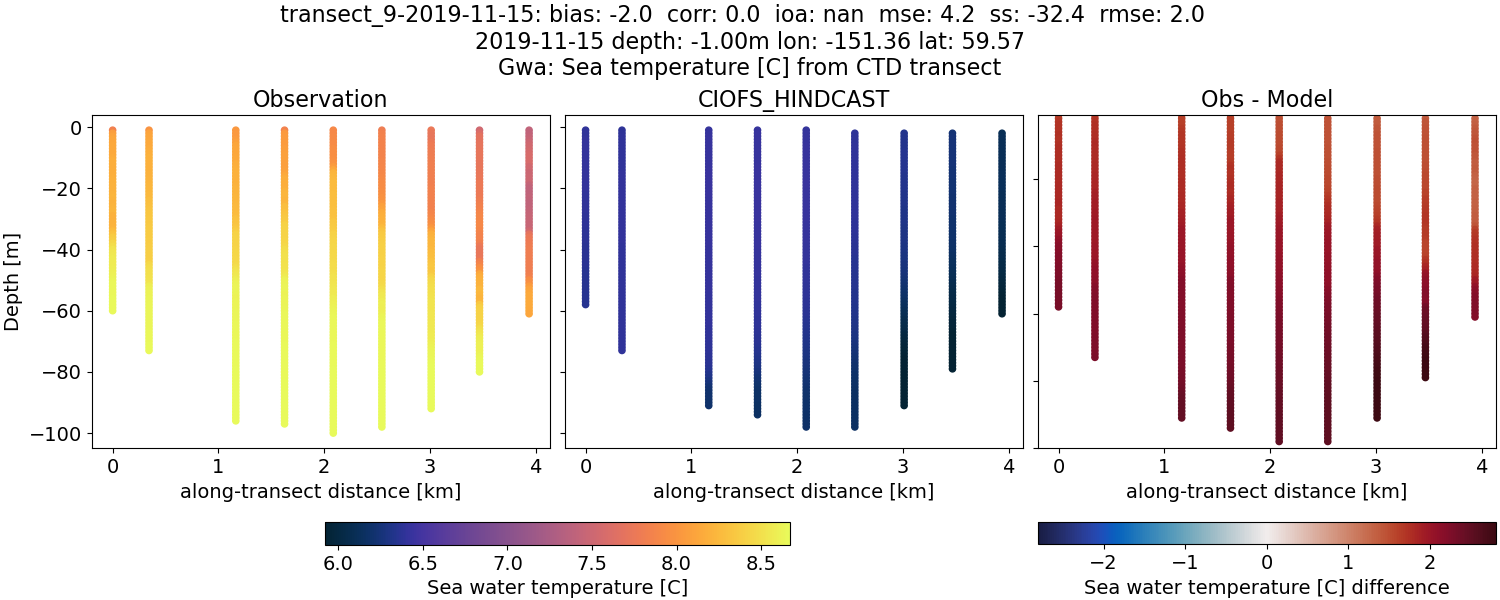 transect_9-2019-11-15: bias: -2.0  corr: 0.0  ioa: nan  mse: 4.2  ss: -32.4  rmse: 2.0
2019-11-15 depth: -1.00m lon: -151.36 lat: 59.57
Gwa: Sea temperature [C] from CTD transect
Observation
CIOFS_HINDCAST
Obs - Model
Depth [m]
0
−20
−40
−60
−80
−100
0 1 2 3 4
along-transect distance [km]
0 1 2 3 4
along-transect distance [km]
0 1 2 3 4
along-transect distance [km]
6.0 6.5 7.0 7.5 8.0 8.5
Sea water temperature [C]
−2 −1 0 1 2
Sea water temperature [C] difference